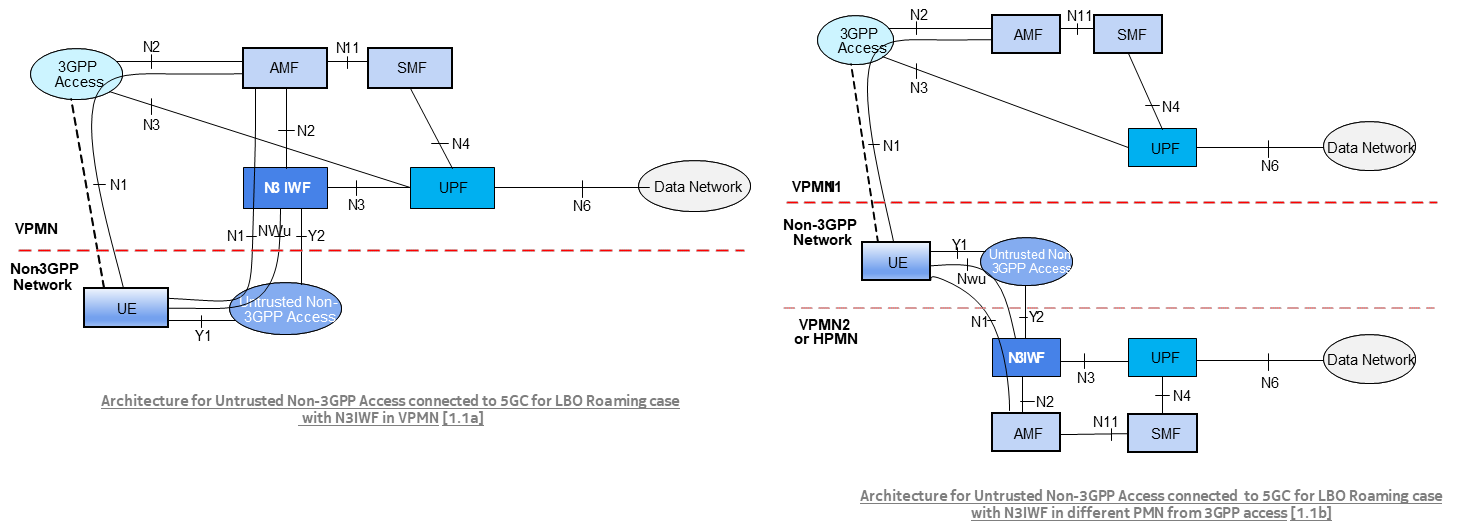 N2
N11
3GPP
Access
AMF
SMF
N3
N2
N4
N1
N3 IWF
UPF
Data Network
N3
N6
VPMN
N1
NWu
Y2
Non-3GPP
Network
UE
Untrusted Non-
3GPP Access
Y1
Architecture for Untrusted Non-3GPP Access connected to 5GC for LBO Roaming case
with N3IWF in VPMN [1.1a]
N2
N11
3GPP
Access
AMF
SMF
N3
N4
N1
UPF
N6
Data Network
VPMN1
Non-3GPP
Network
Y1
UE
Untrusted Non-
3GPP Access
Nwu
N1
Y2
VPMN2
or HPMN
N3IWF
UPF
Data Network
N3
N6
N2
N4
N11
AMF
SMF
Architecture for Untrusted Non-3GPP Access connected to 5GC for LBO Roaming case
with N3IWF in different PMN from 3GPP access [1.1b]